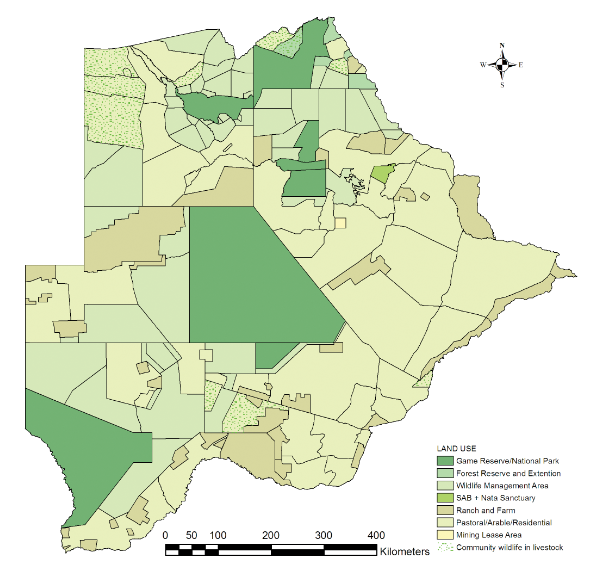 N
W E
S
LAND USE
Game Reserve/National Park
Forest Reserve and Extention
Wildlife Management Area
SAB + Nata Sanctuary
Ranch and Farm
Pastoral/Arable/Residential
Mining Lease Area
Community wildlife in livestock
0 50 100 200 300 400
Kilometers